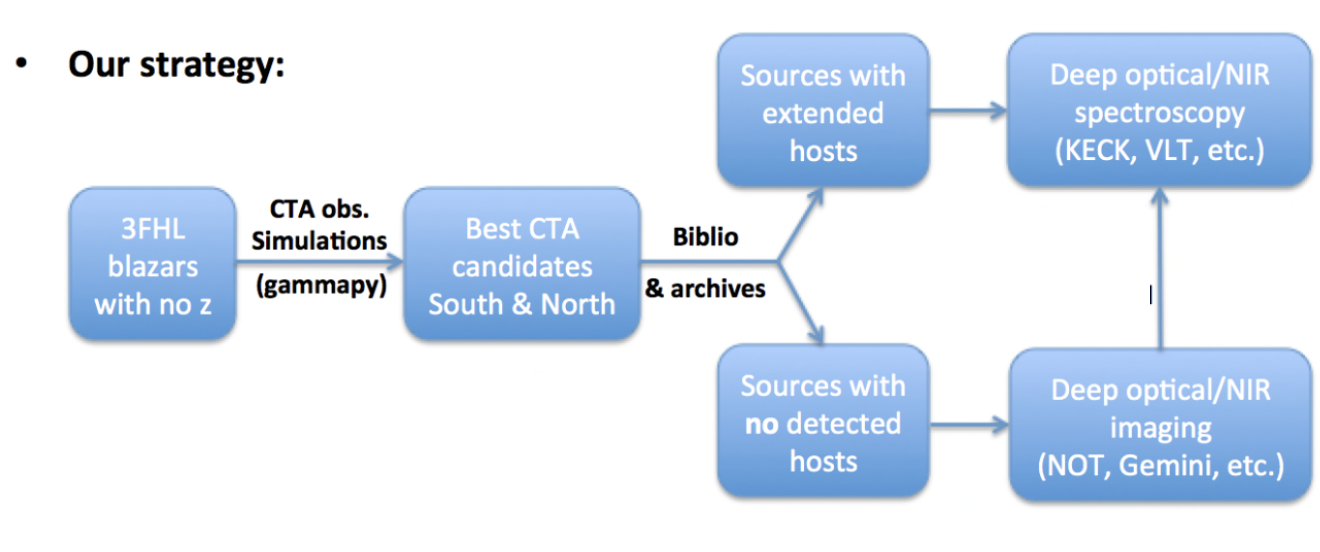 • Our strategy:
3FHL
blazars
with no z
CTA obs.
Simulations
(gammapy)
Best CTA
candidates
South & North
Biblio
& archives
Sources with
extended
hosts
Deep optical/NIR
spectroscopy
(KECK, VLT, etc.)
Sources with
no detected
hosts
Deep optical/NIR
imaging
(NOT, Gemini, etc.)